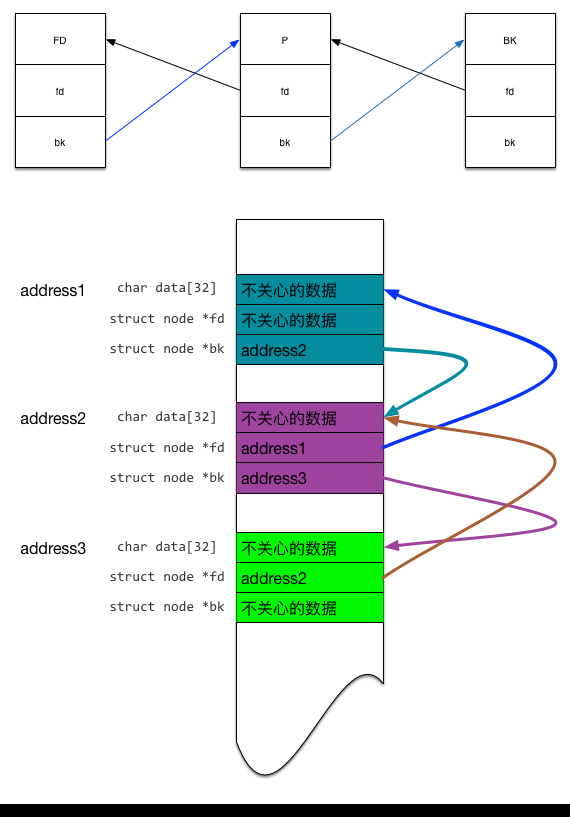 FD P BK
fd fd fd
bk bk bk
address1 char data[32] 不关心的数据
struct node *fd 不关心的数据
struct node *bk address2
address2 char data[32] 不关心的数据
struct node *fd address1
struct node *bk address3
address3 char data[32] 不关心的数据
struct node *fd address2
struct node *bk 不关心的数据